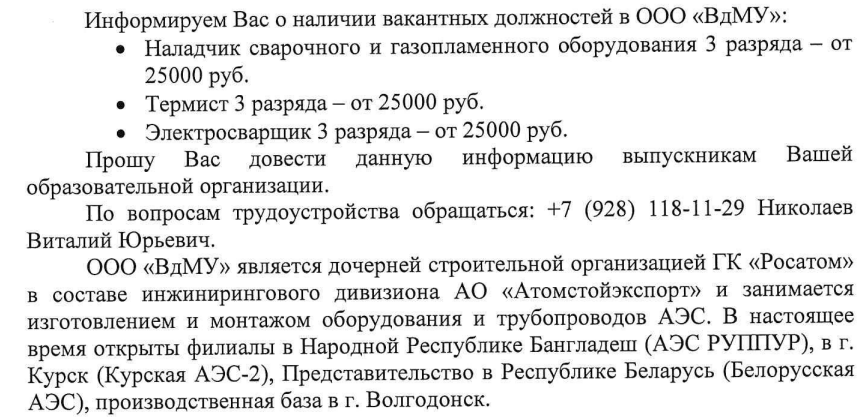 Информируем Вас о наличии вакантных должностей в ООО «ВдМУ»:
• Наладчик сварочного и газопламенного оборудования 3 разряда – от
25000 руб.
• Термист 3 разряда – от 25000 руб.
• Электросварщик 3 разряда – от 25000 руб.
Прошу Вас довести данную информацию выпускникам Вашей
образовательной организации.
По вопросам трудоустройства обращаться: +7 (928) 118-11-29 Николаев
Виталий Юрьевич.
ООО «ВдМУ» является дочерней строительной организацией ГК «Росатом»
в составе инжинирингового дивизиона АО «Атомстойэкспорт» и занимается
изготовлением и монтажом оборудования и трубопроводов АЭС. В настоящее
время открыты филиалы в Народной Республике Бангладеш (АЭС РУППУР), в г.
Курск (Курская АЭС-2), Представительство в Республике Беларусь (Белорусская
АЭС), производственная база в г. Волгодонск.